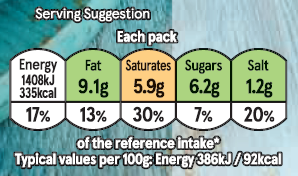 Serving Suggestion
Each pack
Energy Fat Saturates Sugars Salt
1408kJ 9.1g 5.9g 6.2g 1.2g
335kcal
17% 13% 30% 7% 20%
of the reference intake*
Typical values per 100g: Energy 386kJ / 92kcal